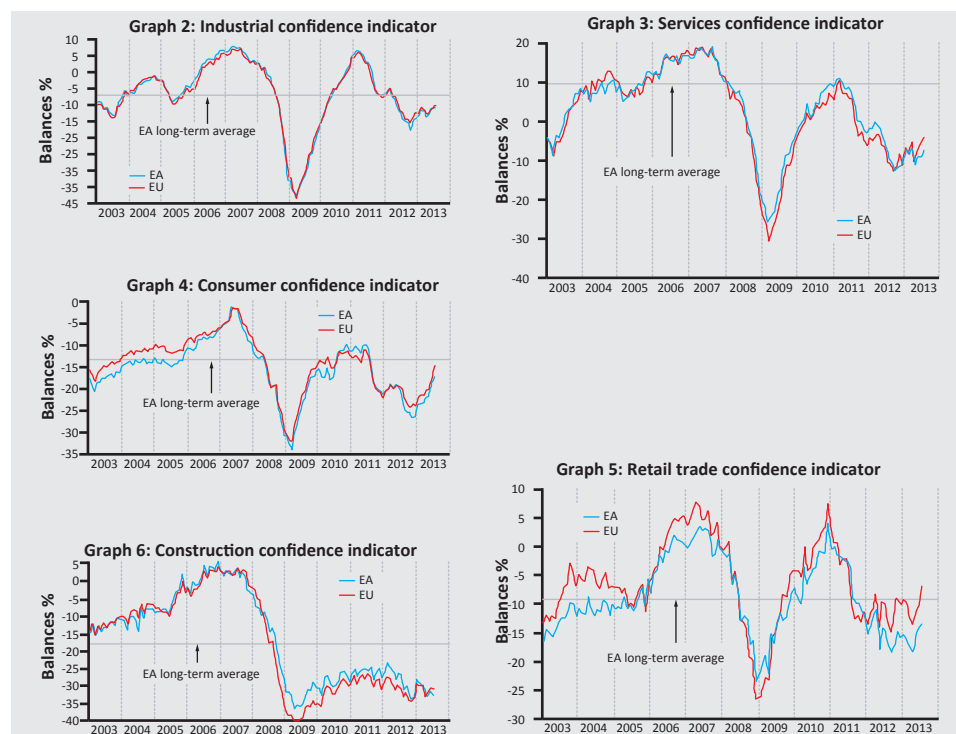 Graph 2: Industrial confidence indicator
Balances %
10
5
0
-5
-10
-15
-25
-35
-45
EA long-term average
EA
EU
2003 2004 2005 2006 2007 2008 2009 2010 2011 2012 2013
Graph 3: Services confidence indicator
Balances %
20
10
0
-10
-20
-30
-40
EA long-term average
EA
EU
2003 2004 2005 2006 2007 2008 2009 2010 2011 2012 2013
Graph 4: Consumer confidence indicator
Balances %
0
-5
-10
-15
-20
-25
-30
-35
EA
EU
EA long-term average
2003 2004 2005 2006 2007 2008 2009 2010 2011 2012 2013
Graph 5: Retail trade confidence indicator
Balances %
10
5
0
-5
-10
-15
-25
-30
EA
EU
EA long-term average
2003 2004 2005 2006 2007 2008 2009 2010 2011 2012 2013
Graph 6: Construction confidence indicator
Balances %
5
0
-5
-10
-15
-20
-25
-30
-35
-40
EA
EU
EA long-term average
2003 2004 2005 2006 2007 2008 2009 2010 2011 2012 2013